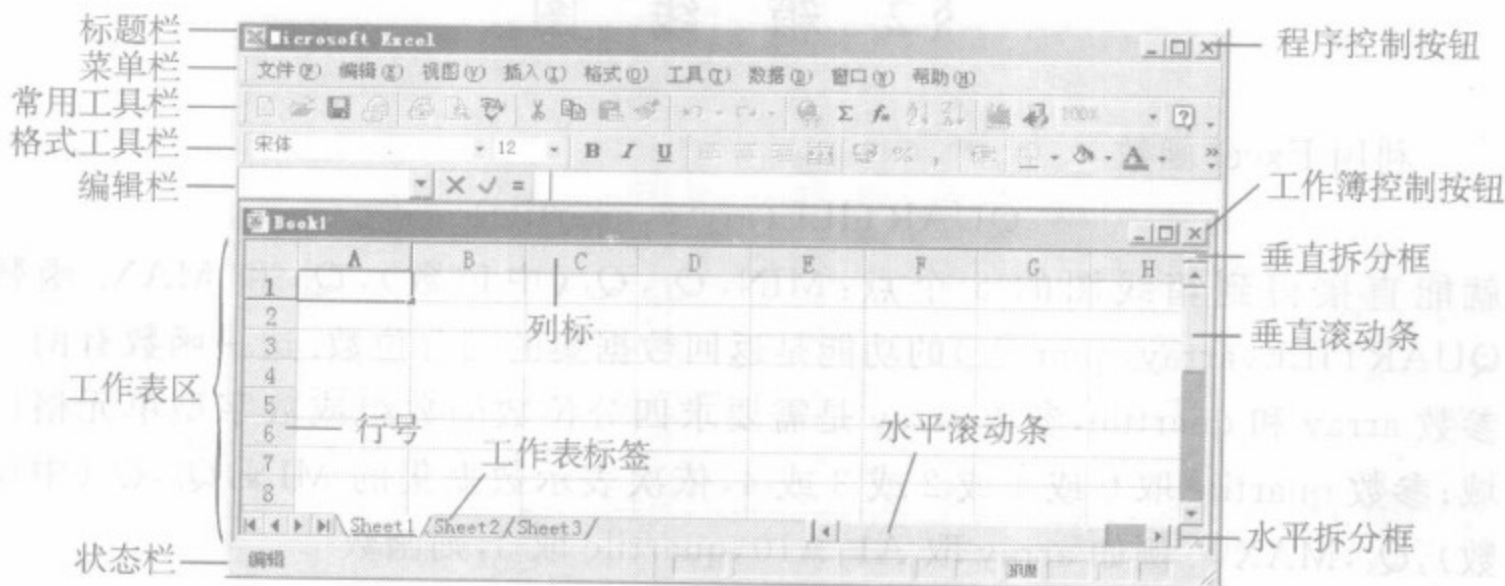 标题栏
Microsoft Excel
程序控制按钮
菜单栏
文件(F) 编辑(E) 视图(V) 插入(I) 格式(O) 工具(T) 数据(D) 窗口(W) 帮助(H)
常用工具栏
100%
格式工具栏
宋体 12 B I U
编辑栏
=
工作簿控制按钮
Book1
A B C D E F G H
垂直拆分框
1
2
列标
垂直滚动条
3
4
工作表区
5
6
行号
水平滚动条
工作表标签
7
8
Sheet1 Sheet2 Sheet3
水平拆分框
状态栏
编辑